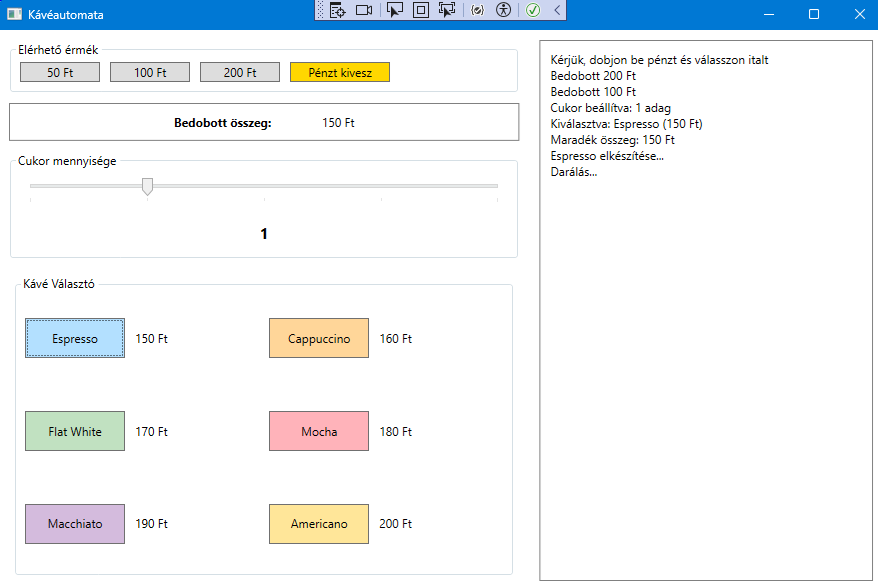 Kávéautomata
Elérhető érmék
50 Ft
100 Ft
200 Ft
Pénzt kivesz
Bedobott összeg:
150 Ft
Cukor mennyisége
1
Kávé Választó
Espresso
150 Ft
Cappuccino
160 Ft
Flat White
170 Ft
Mocha
180 Ft
Macchiato
190 Ft
Americano
200 Ft
Kérjük, dobjon be pénzt és válasszon italt
Bedobott 200 Ft
Bedobott 100 Ft
Cukor beállítva: 1 adag
Kiválasztva: Espresso (150 Ft)
Maradék összeg: 150 Ft
Espresso elkészítése...
Darálás...